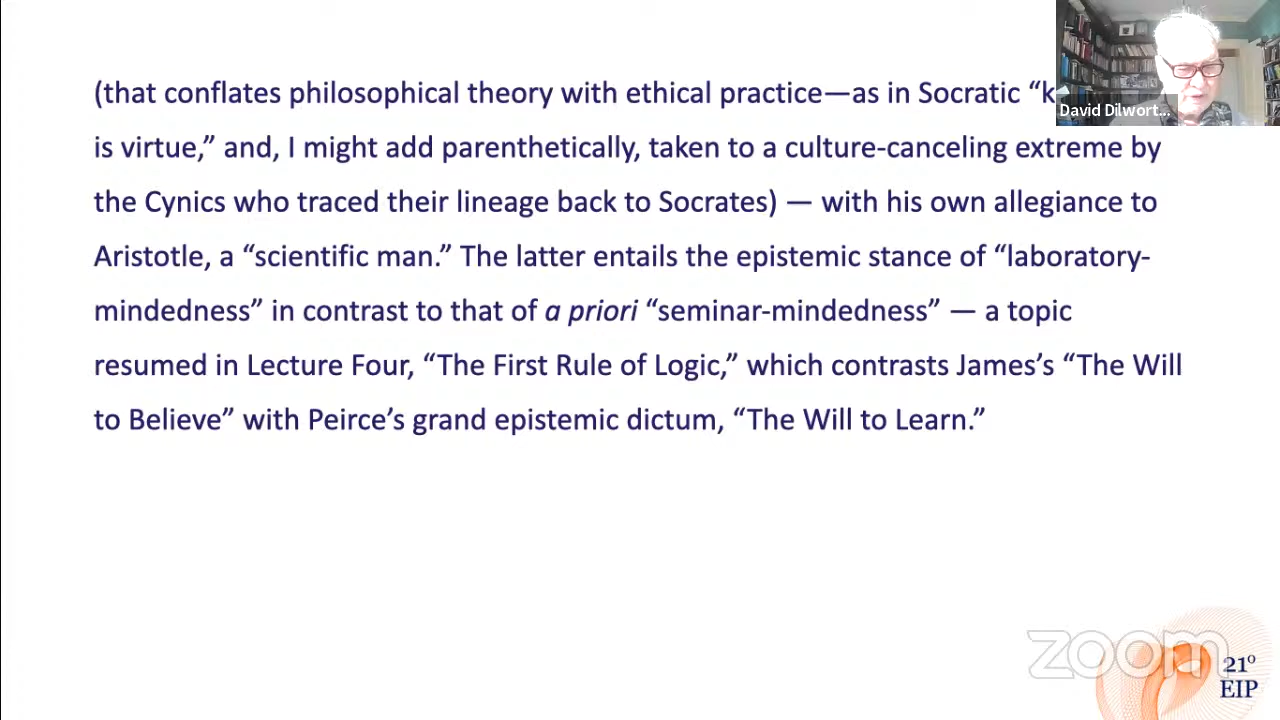 (that conflates philosophical theory with ethical practice—as in Socratic “k
is virtue,” and, I might add parenthetically, taken to a culture-canceling extreme by
the Cynics who traced their lineage back to Socrates) — with his own allegiance to
Aristotle, a “scientific man.” The latter entails the epistemic stance of “laboratory-
mindedness” in contrast to that of a priori “seminar-mindedness” — a topic
resumed in Lecture Four, “The First Rule of Logic,” which contrasts James’s “The Will
to Believe” with Peirce’s grand epistemic dictum, “The Will to Learn.”
David Dilwort...
zoom
21º
EIP